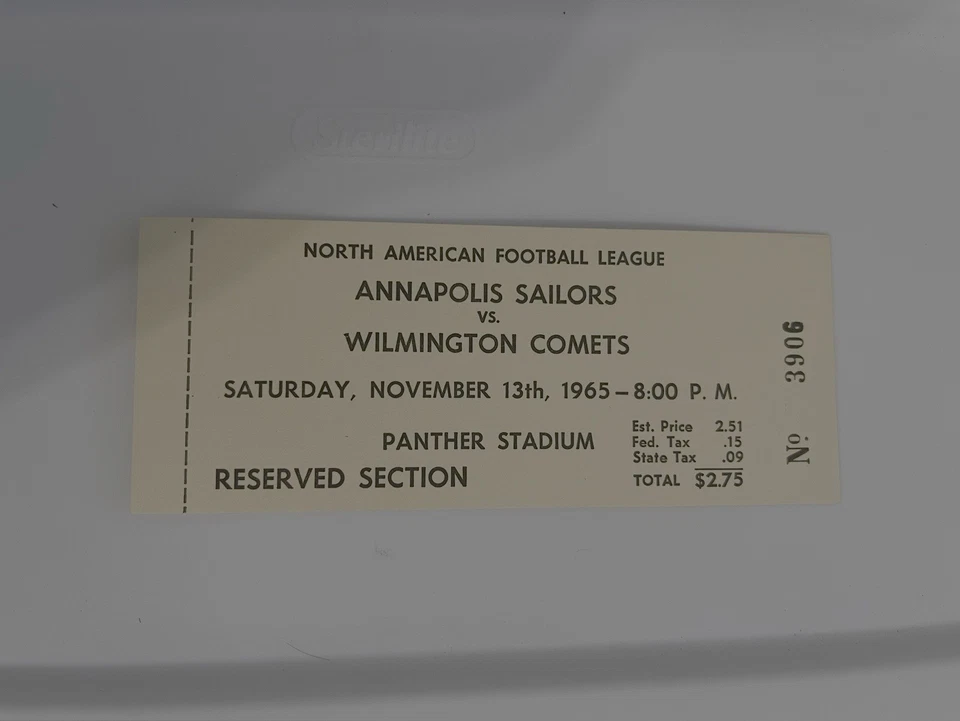 Sterilite
NORTH AMERICAN FOOTBALL LEAGUE
ANNAPOLIS SAILORS
VS.
WILMINGTON COMETS
SATURDAY, NOVEMBER 13th, 1965 – 8:00 P. M.
PANTHER STADIUM
RESERVED SECTION
Est. Price 2.51
Fed. Tax .15
State Tax .09
TOTAL $2.75
Nº 3906